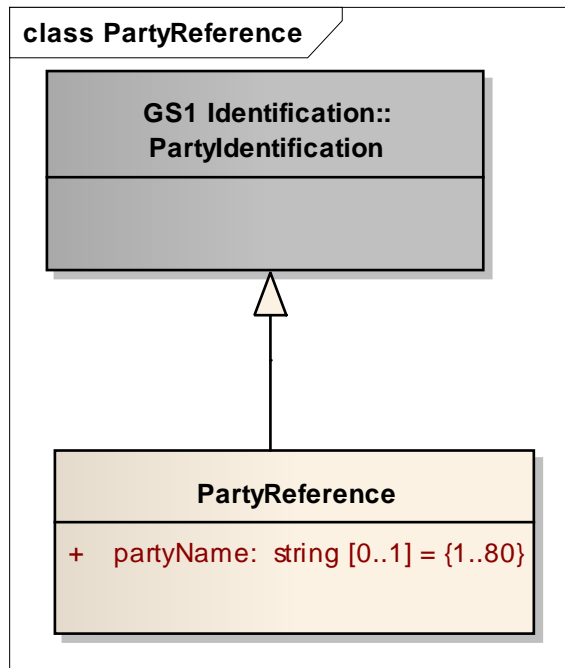 class PartyReference
GS1 Identification::
PartyIdentification
PartyReference
+ partyName: string [0..1] = {1..80}